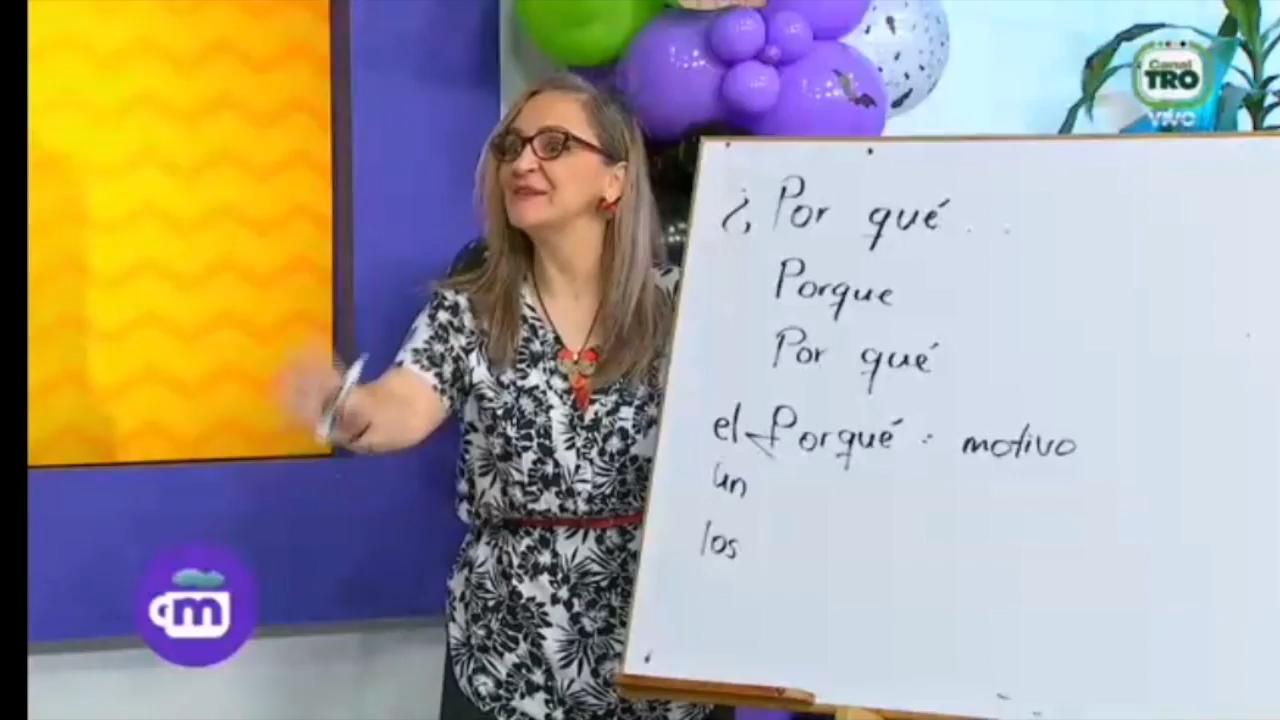 Canal
TRO
VIVO
¿Por qué...
Porque
Por qué
el Porqué: motivo
un
los
m